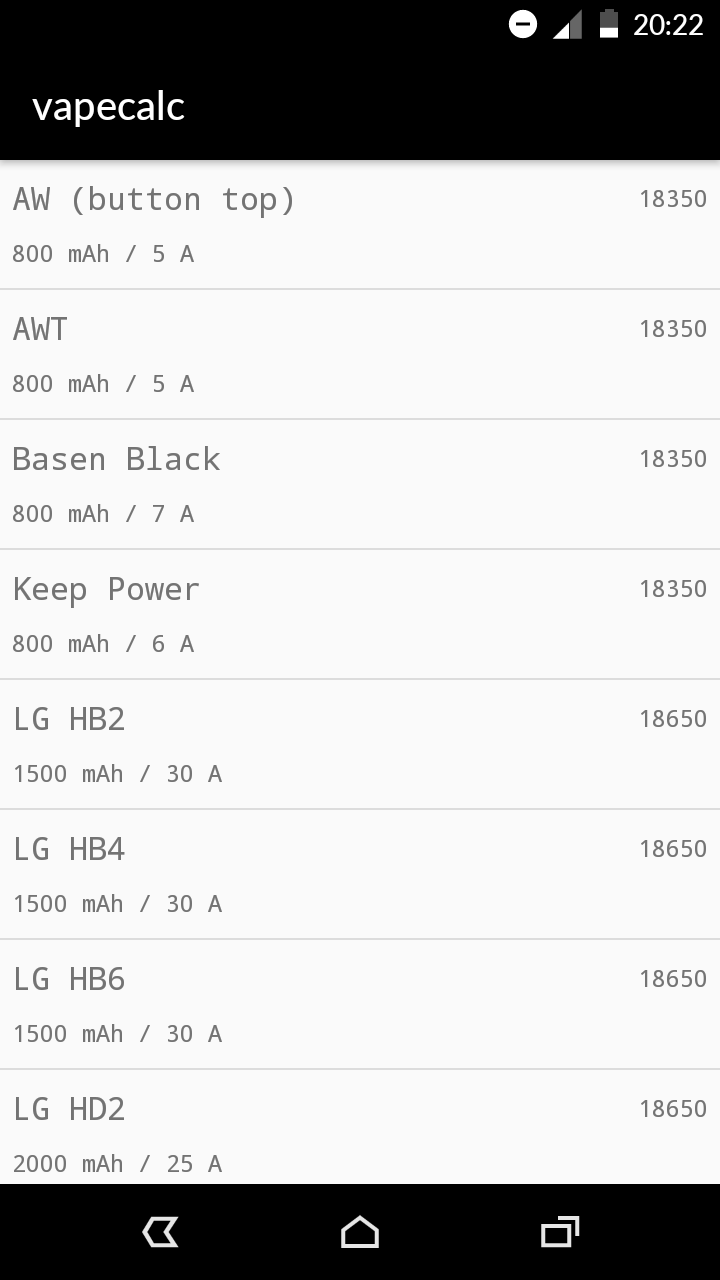 20:22
vapecalc
AW (button top) 18350
800 mAh / 5 A
AWT 18350
800 mAh / 5 A
Basen Black 18350
800 mAh / 7 A
Keep Power 18350
800 mAh / 6 A
LG HB2 18650
1500 mAh / 30 A
LG HB4 18650
1500 mAh / 30 A
LG HB6 18650
1500 mAh / 30 A
LG HD2 18650
2000 mAh / 25 A